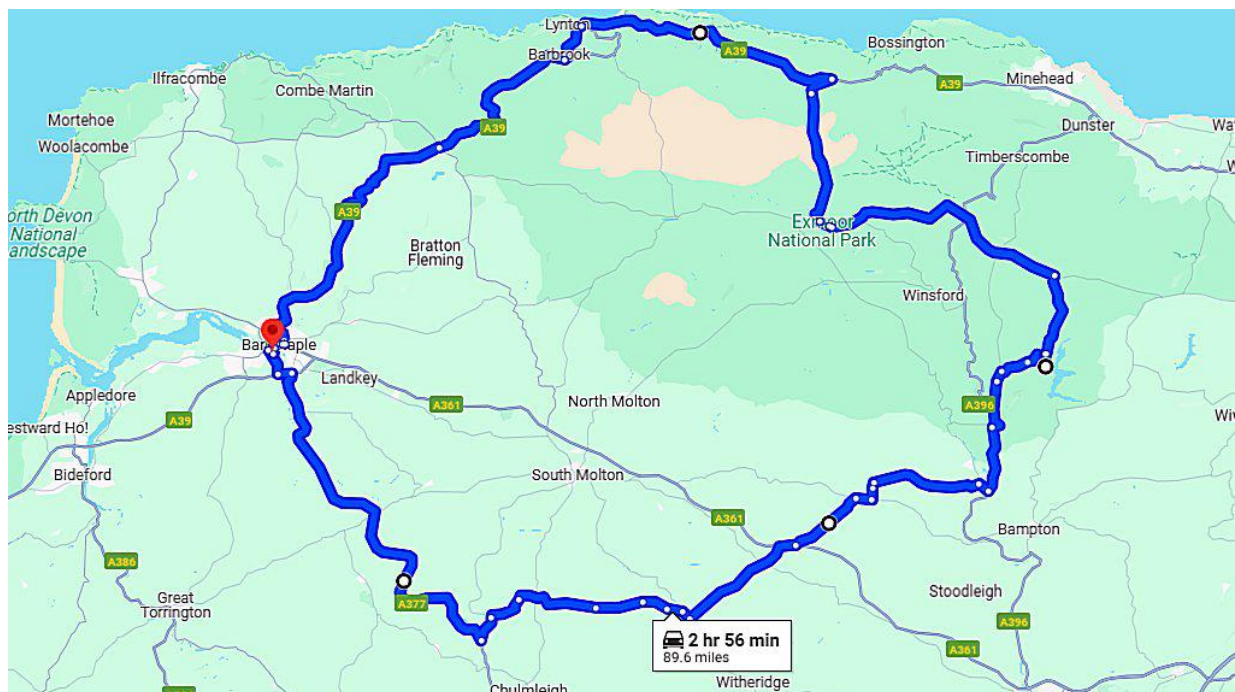 Lynton
Bossington
Barbrook
A39
A39
Minehead
Ilfracombe
Combe Martin
Mortehoe
A39
Dunster
Woolacombe
Timberscombe
A39
orth Devon
National
Landscape
Bratton
Fleming
National Park
Winsford
Landkey
Appledore
A361
North Molton
A396
estward Ho!
A39
Bideford
South Molton
A361
Bampton
A386
Stoodleigh
Great
Torrington
A377
2 hr 56 min
89.6 miles
A396
A361
Witheridge
Chulmleigh